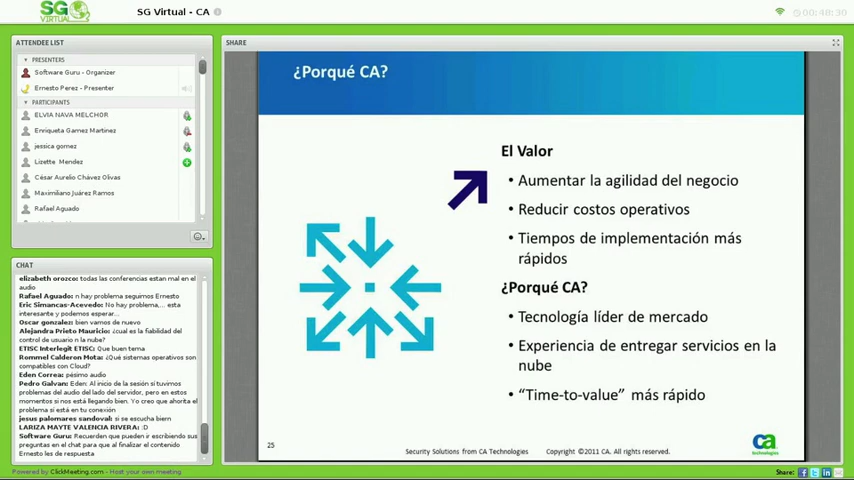 SG
VIRTUAL
SG Virtual - CA
00:48:30
ATTENDEE LIST
PRESENTERS
Software Guru - Organizer
Ernesto Perez - Presenter
PARTICIPANTS
ELVIA NAVA MELCHOR
Enriqueta Gamez Martinez
jessica gomez
Lizette Mendez
César Aurelio Chávez Olivas
Maximiliano Juárez Ramos
Rafael Aguado
CHAT
elizabeth orozco: todas las conferencias estan mal en el
audio
Rafael Aguado: n hay problema seguimos Ernesto
Eric Simancas-Acevedo: No hay problema,... esta
interesante y podemos esperar...
Oscar gonzalez: bien vamos de nuevo
Alejandra Prieto Mauricio: ¿cual es la fiabilidad del
control de usuario n la nube?
ETISC Interlegit ETISC: Que buen tema
Rommel Calderon Mota: ¿Qué sistemas operativos son
compatibles con Cloud?
Eden Correa: pésimo audio
Pedro Galvan: Eden: Al inicio de la sesión si tuvimos
problemas del audio del lado del servidor, pero en estos
momentos si nos está llegando bien. Yo creo que ahorita el
problema sí está en tu conexión
jesus palomares sandoval: si se escucha biern
LARIZA MAYTE VALENCIA RIVERA: :D
Software Guru: Recuerden que pueden ir escribiendo sus
preguntas en el chat para que al finalizar el contenido
Ernesto les de respuesta
SHARE
¿Porqué CA?
El Valor
• Aumentar la agilidad del negocio
• Reducir costos operativos
• Tiempos de implementación más
rápidos
¿Porqué CA?
• Tecnología líder de mercado
• Experiencia de entregar servicios en la
nube
• “Time-to-value” más rápido
25
Security Solutions from CA Technologies Copyright ©2011 CA. All rights reserved.
ca
technologies
Powered by ClickMeeting.com - Host your own meeting.
Share: